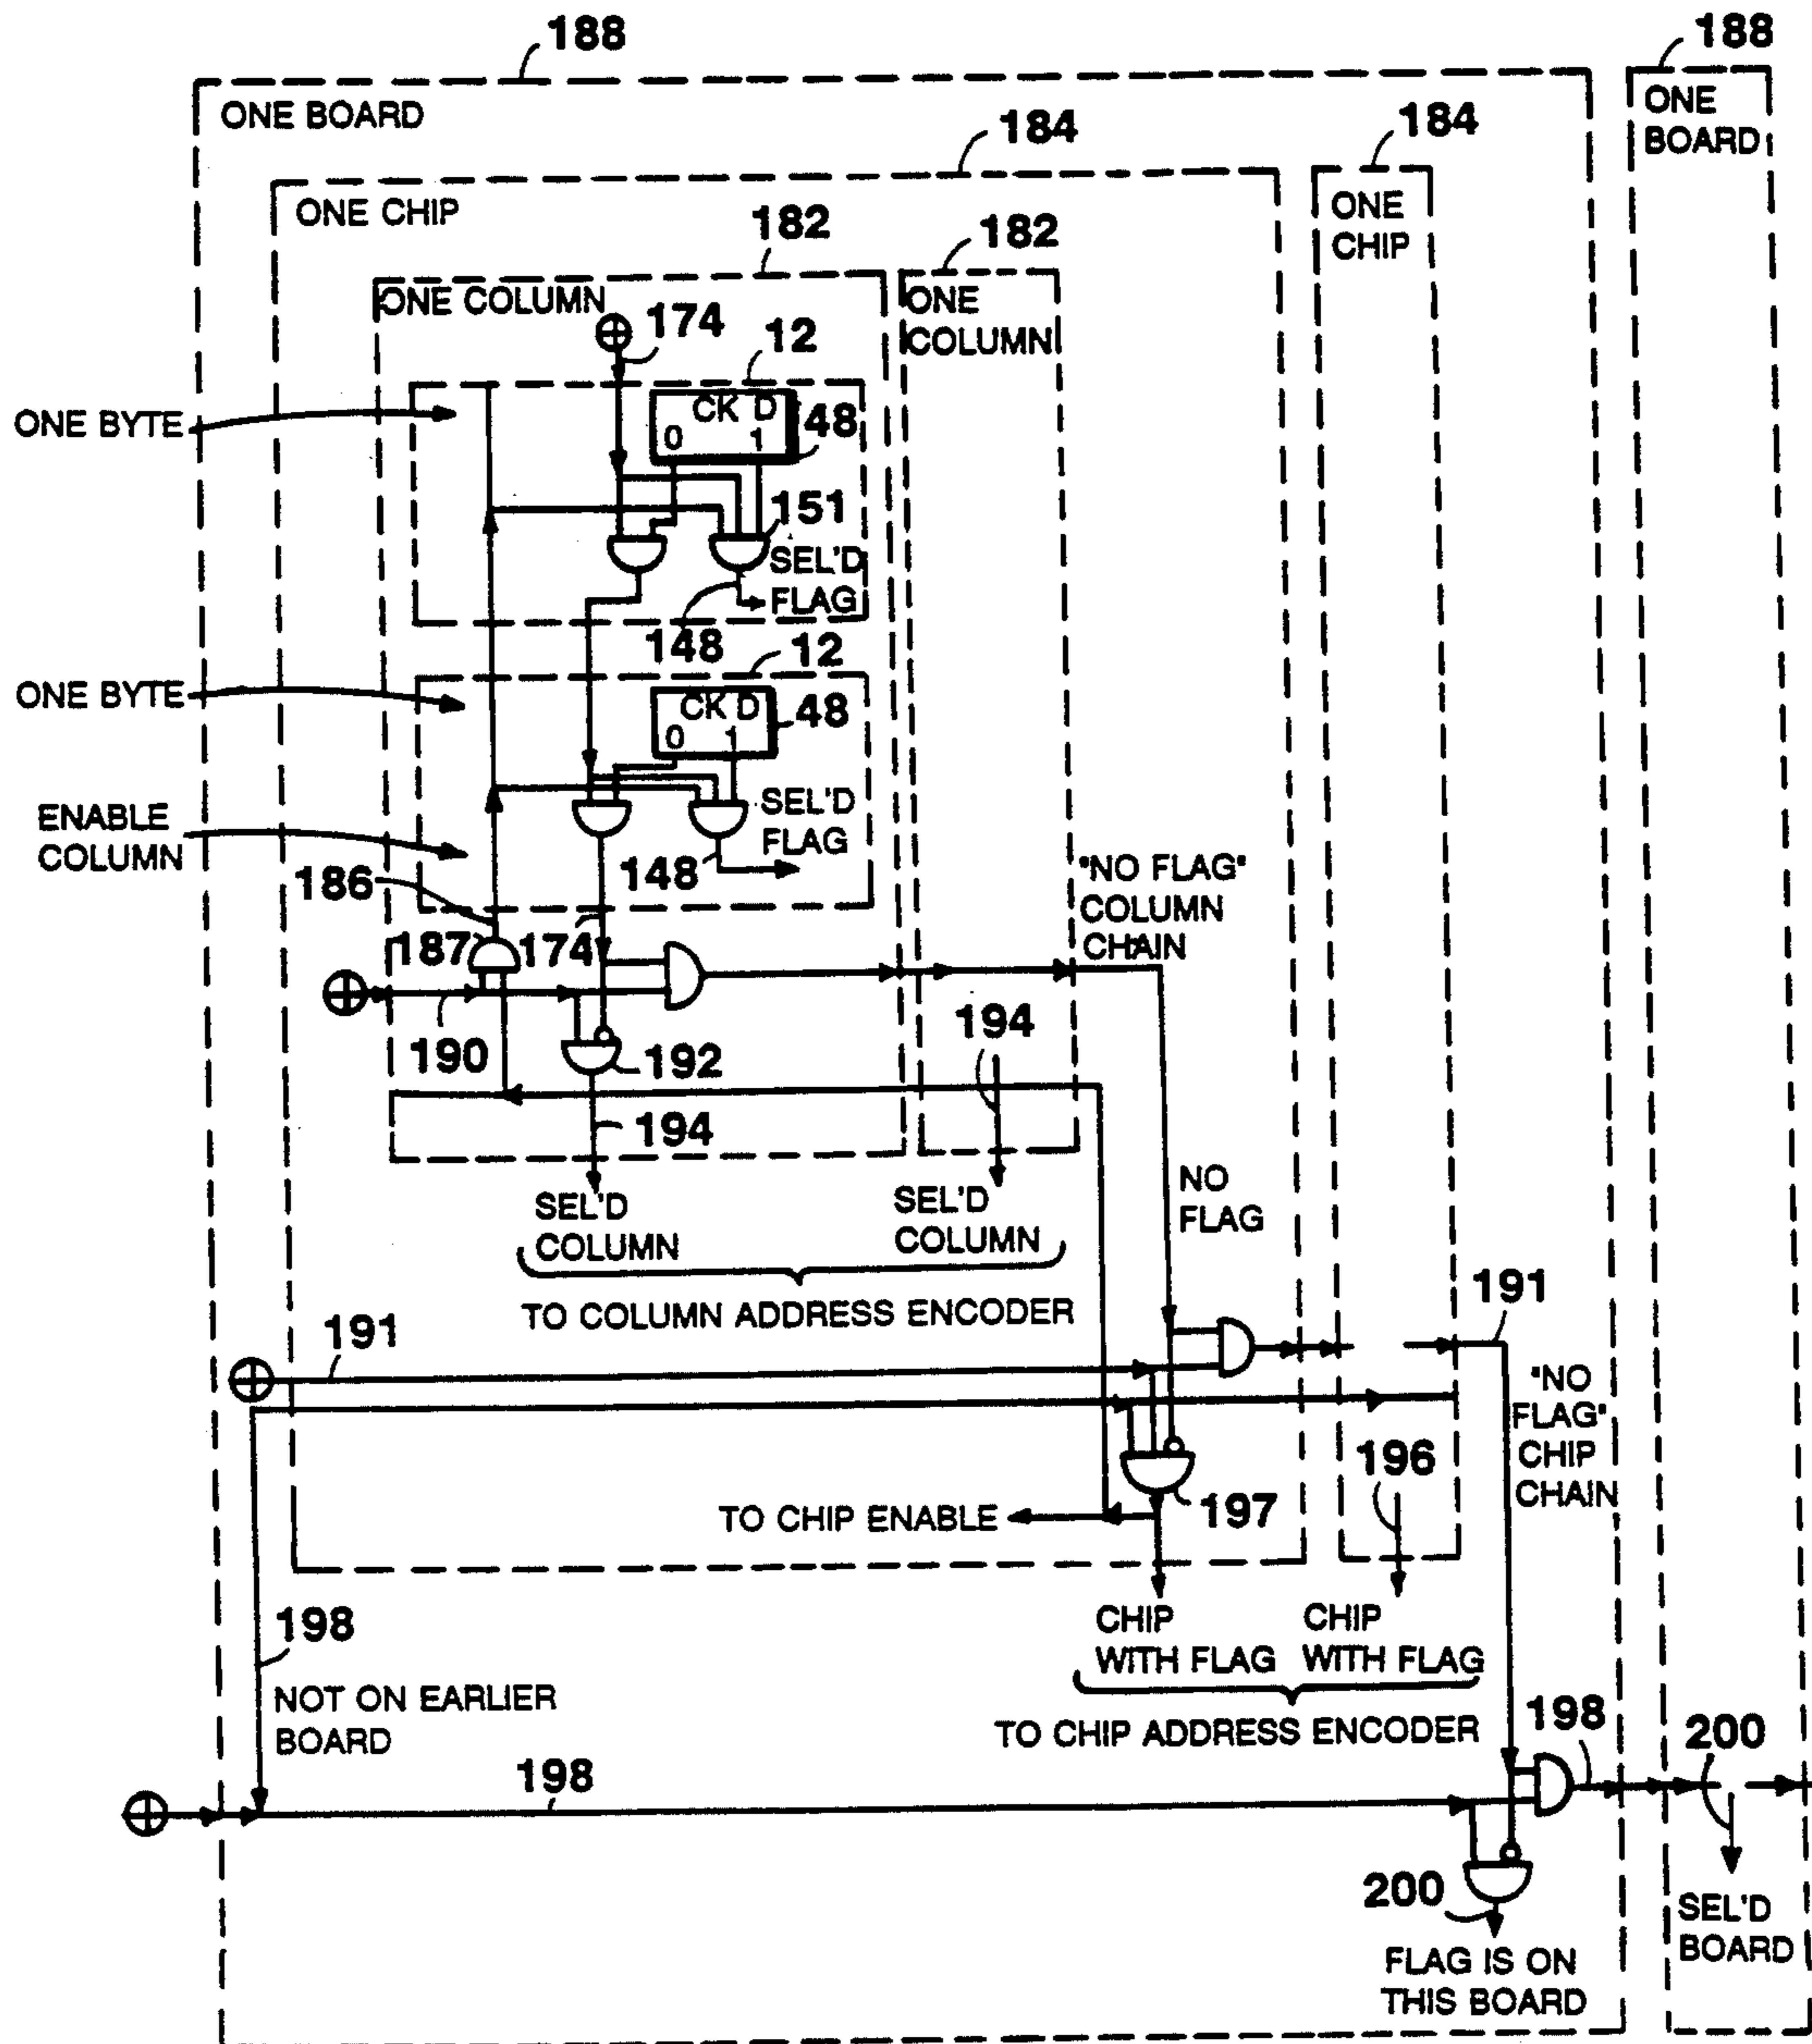 188
188
ONE BOARD
ONE
BOARD
184
184
ONE CHIP
ONE
CHIP
182
182
ONE COLUMN
ONE
COLUMN
174
12
ONE BYTE
CK D
0 1
48
151
SEL'D
FLAG
148
12
ONE BYTE
CK D
0 1
48
ENABLE
COLUMN
SEL'D
FLAG
148
186
"NO FLAG"
COLUMN
CHAIN
187
174
190
192
194
194
SEL'D
COLUMN
SEL'D
COLUMN
NO
FLAG
TO COLUMN ADDRESS ENCODER
191
191
"NO
FLAG"
CHIP
CHAIN
196
197
TO CHIP ENABLE
CHIP
WITH FLAG
CHIP
WITH FLAG
198
NOT ON EARLIER
BOARD
TO CHIP ADDRESS ENCODER
198
198
200
200
SEL'D
BOARD
FLAG IS ON
THIS BOARD